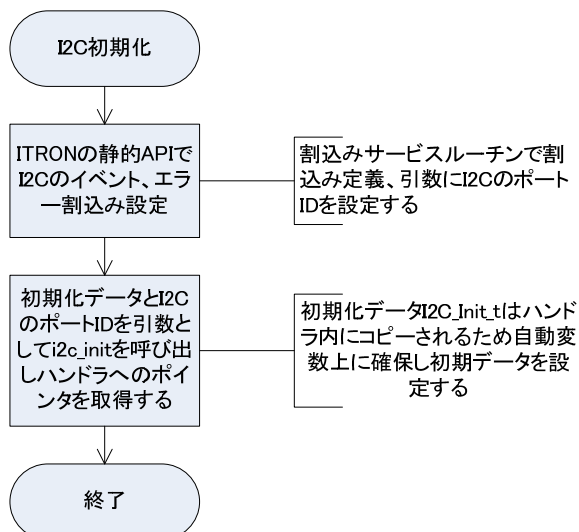 I2C初期化
ITRONの静的APIで
I2Cのイベント、エラ
ー割込み設定
割込みサービスルーチンで割
込み定義、引数にI2Cのポート
IDを設定する
初期化データとI2C
のポートIDを引数と
してi2c_initを呼び出
しハンドラへのポイ
ンタを取得する
初期化データI2C_Init_tはハンド
ラ内にコピーされるため自動変
数上に確保し初期データを設
定する
終了